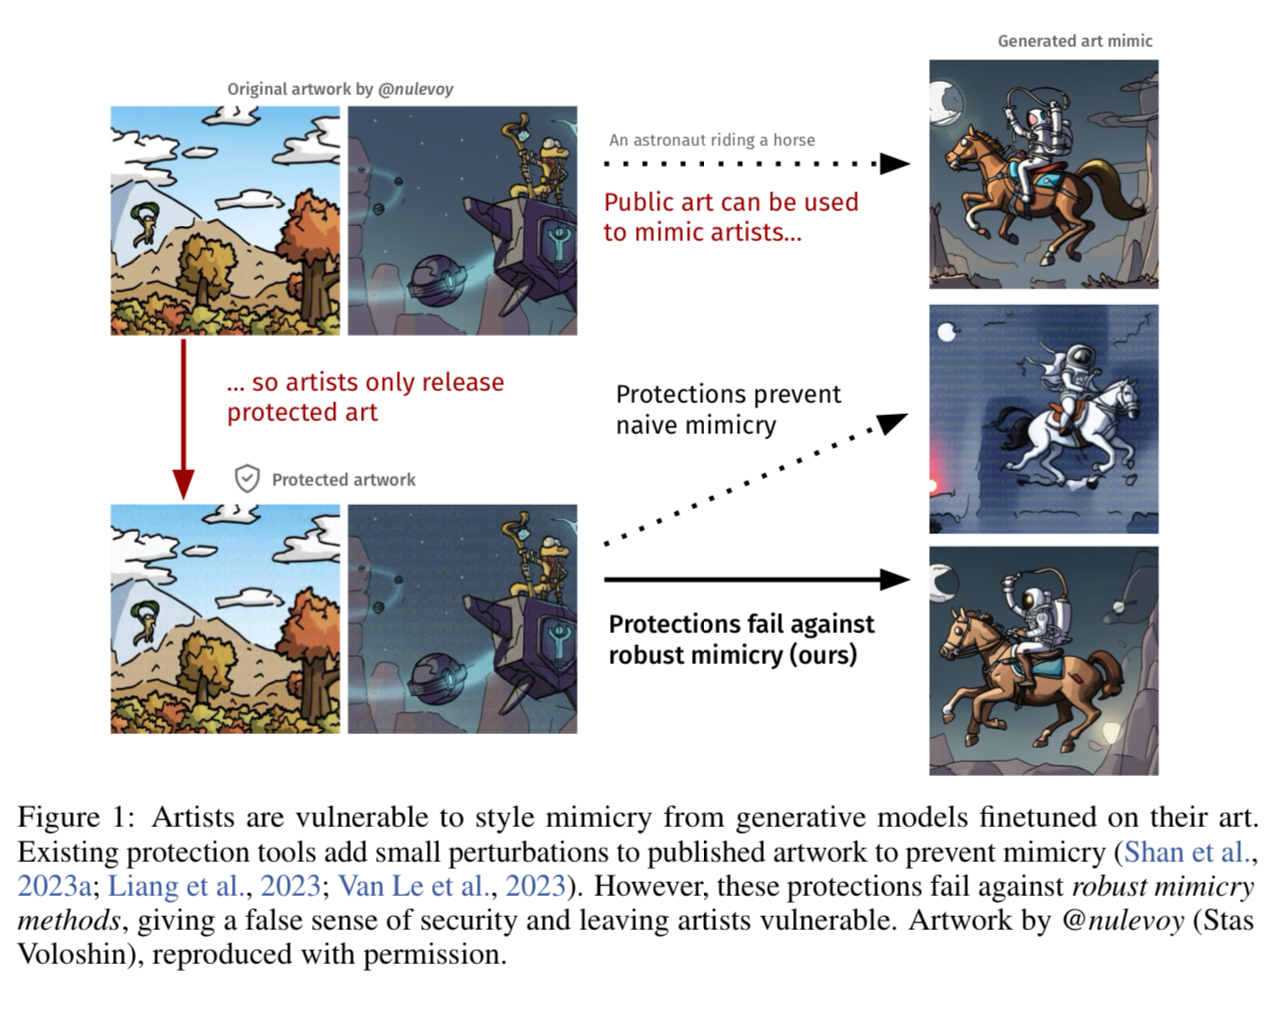 Generated art mimic
Original artwork by @nulevoy
An astronaut riding a horse
Public art can be used
to mimic artists...
... so artists only release
protected art
Protections prevent
naive mimicry
Protected artwork
Protections fail against
robust mimicry (ours)
Figure 1: Artists are vulnerable to style mimicry from generative models finetuned on their art.
Existing protection tools add small perturbations to published artwork to prevent mimicry (Shan et al.,
2023a; Liang et al., 2023; Van Le et al., 2023). However, these protections fail against robust mimicry
methods, giving a false sense of security and leaving artists vulnerable. Artwork by @nulevoy (Stas
Voloshin), reproduced with permission.